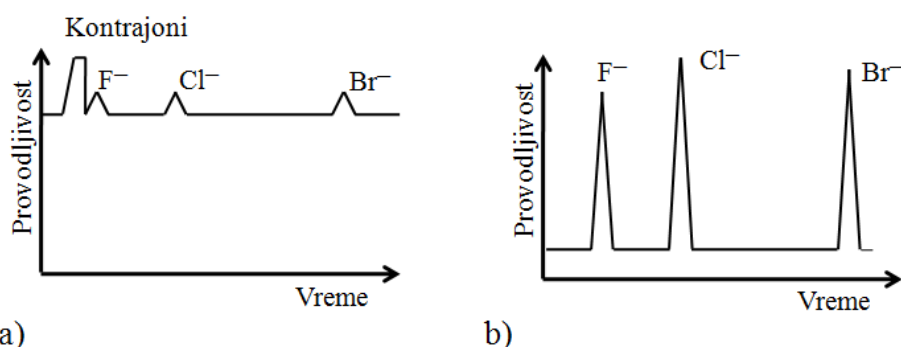 Kontrajoni
F⁻
Cl⁻
Br⁻
Provodljivost
Vreme
a)
F⁻
Cl⁻
Br⁻
Provodljivost
Vreme
b)